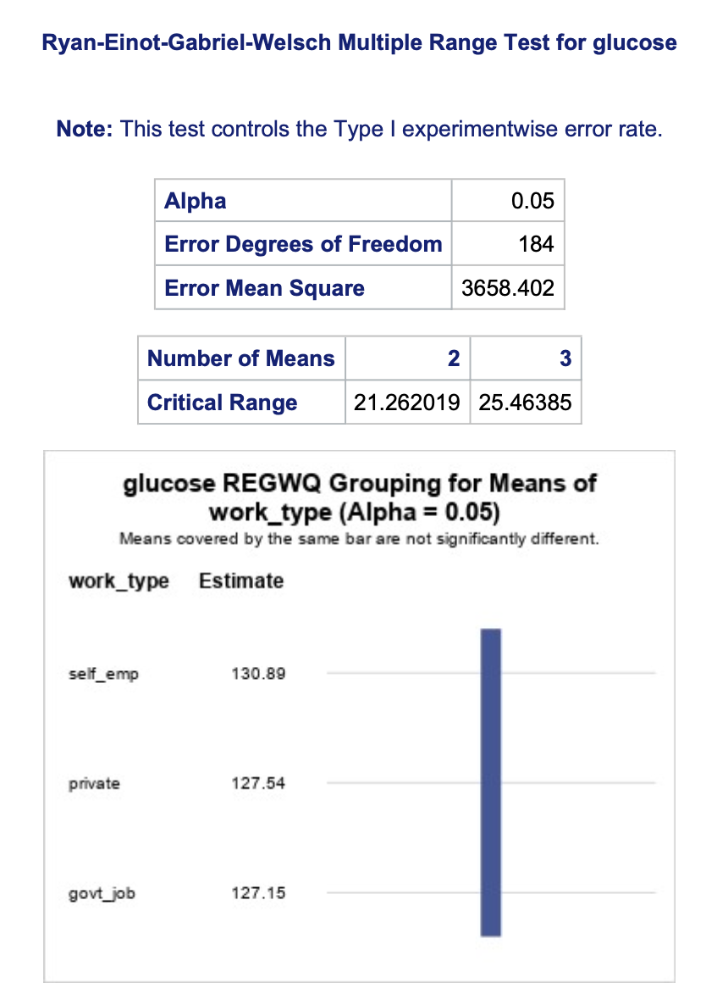 Ryan-Einot-Gabriel-Welsch Multiple Range Test for glucose
Note: This test controls the Type I experimentwise error rate.
Alpha 0.05
Error Degrees of Freedom 184
Error Mean Square 3658.402
Number of Means 2 3
Critical Range 21.262019 25.46385
glucose REGWQ Grouping for Means of
work_type (Alpha = 0.05)
Means covered by the same bar are not significantly different.
work_type Estimate
self_emp 130.89
private 127.54
govt_job 127.15